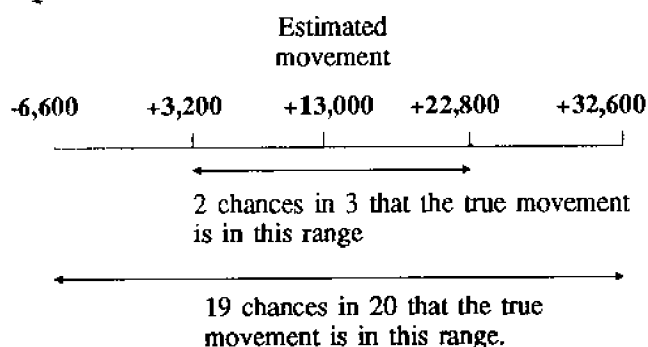 Estimated
movement
-6,600 +3,200 +13,000 +22,800 +32,600
2 chances in 3 that the true movement
is in this range
19 chances in 20 that the true
movement is in this range.